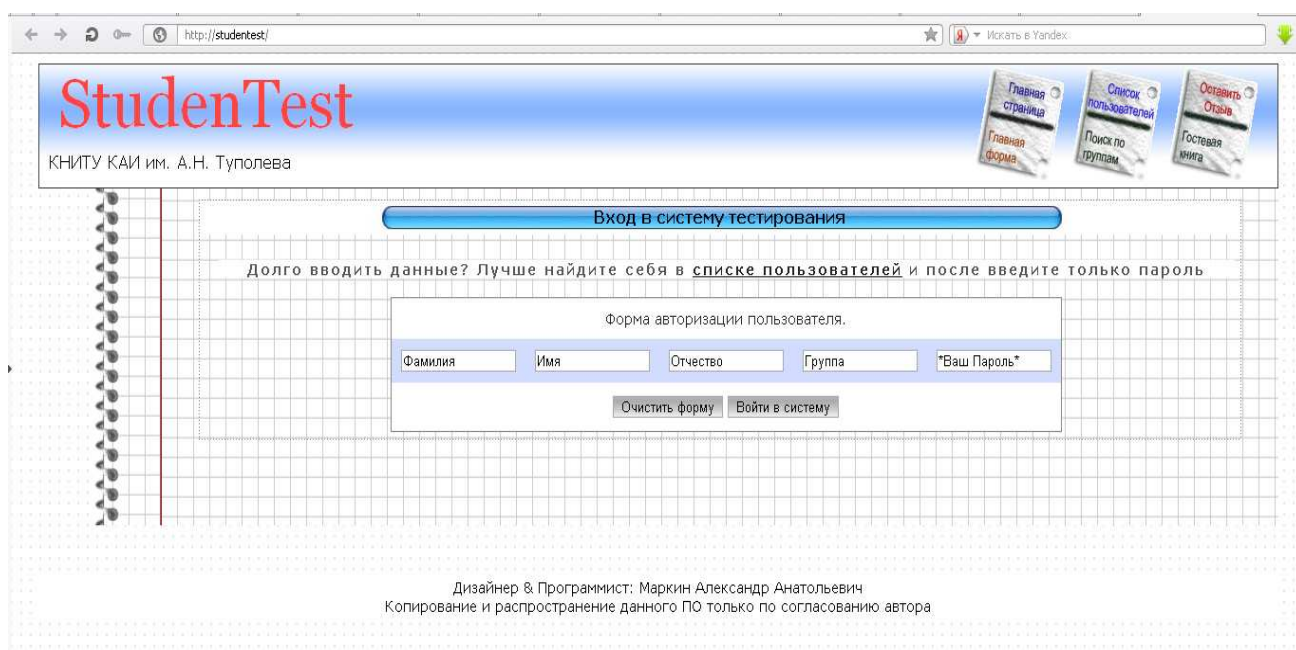 http://studentest/
Искать в Yandex
StudenTest
КНИТУ КАИ им. А.Н. Туполева
Главная
страница
Главная
форма
Список
пользователей
Поиск по
группам
Оставить
Отзыв
Гостевая
книга
Вход в систему тестирования
Долго вводить данные? Лучше найдите себя в списке пользователей и после введите только пароль
Форма авторизации пользователя.
Фамилия Имя Отчество Группа *Ваш Пароль*
Очистить форму Войти в систему
Дизайнер & Программист: Маркин Александр Анатольевич
Копирование и распространение данного ПО только по согласованию автора